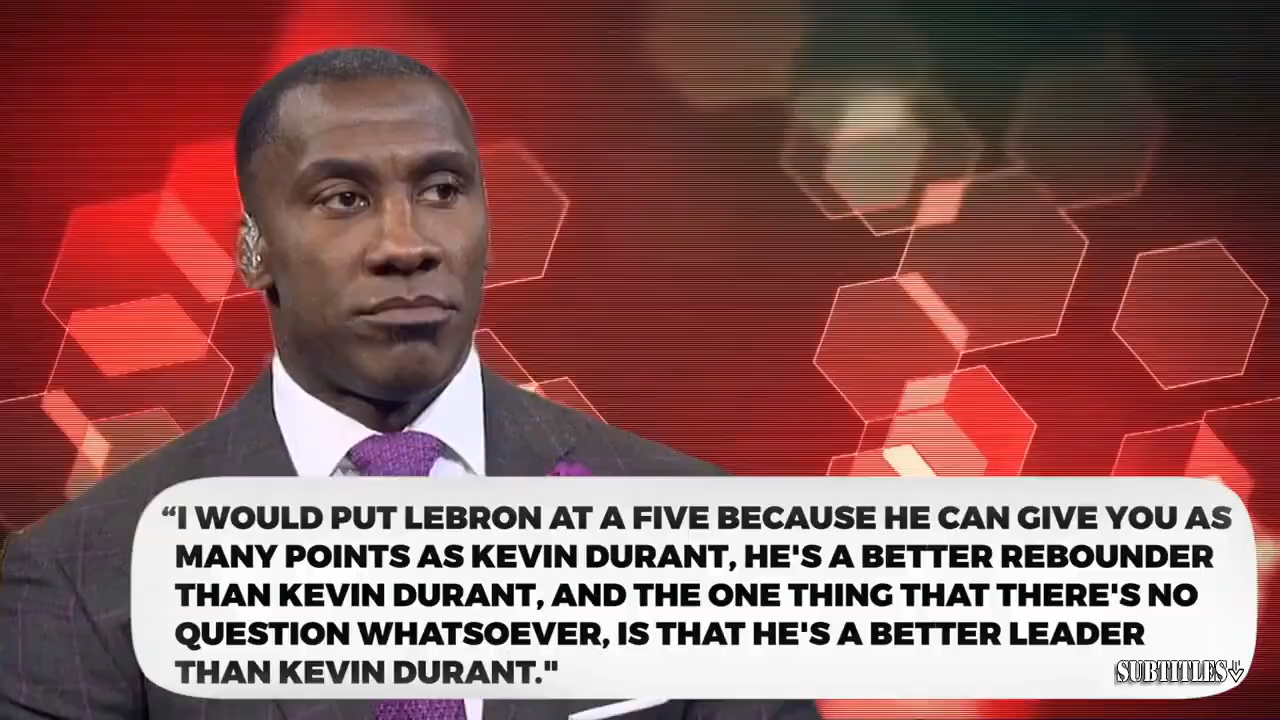 “I WOULD PUT LEBRON AT A FIVE BECAUSE HE CAN GIVE YOU AS
MANY POINTS AS KEVIN DURANT, HE'S A BETTER REBOUNDER
THAN KEVIN DURANT, AND THE ONE THING THAT THERE'S NO
QUESTION WHATSOEVER, IS THAT HE'S A BETTER LEADER
THAN KEVIN DURANT."
SUBTITLES